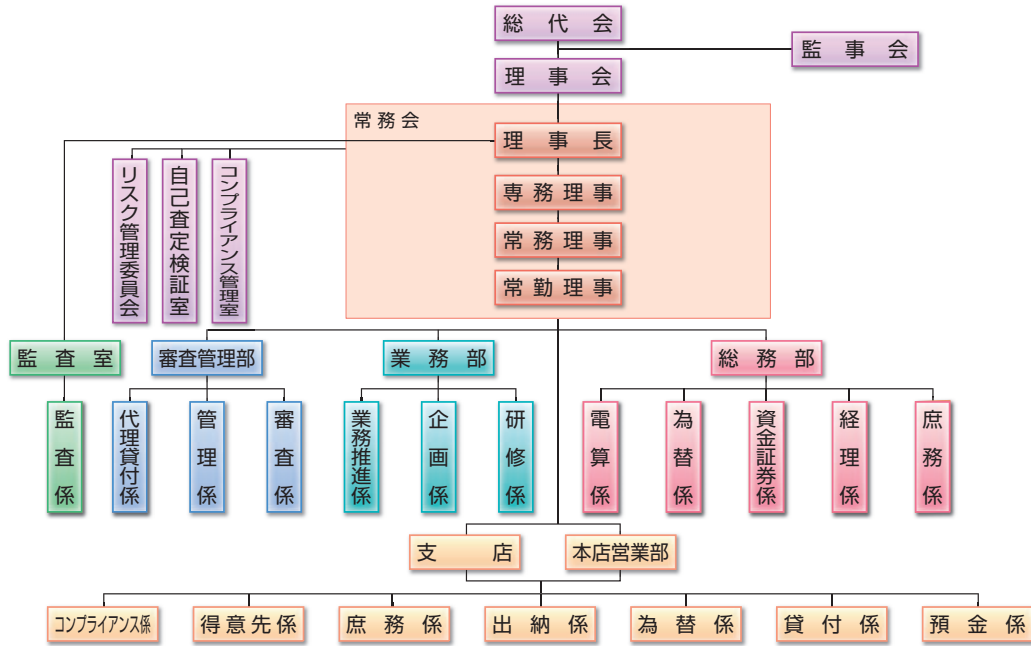 総代会
監事会
理事会
常務会
理事長
専務理事
常務理事
常勤理事
リスク管理委員会
自己査定検証室
コンプライアンス管理室
監査室
審査管理部
業務部
総務部
監査係
代理貸付係
管理係
審査係
業務推進係
企画係
研修係
電算係
為替係
資金証券係
経理係
庶務係
支店
本店営業部
コンプライアンス係
得意先係
庶務係
出納係
為替係
貸付係
預金係